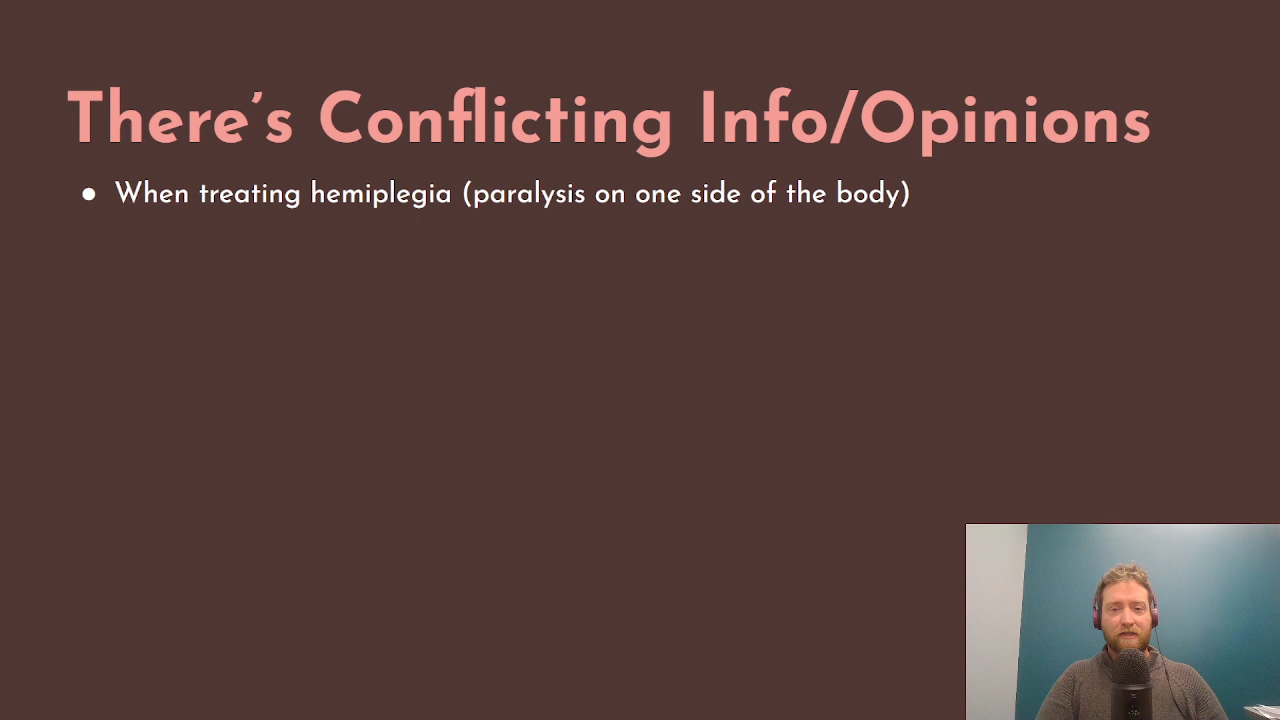 There’s Conflicting Info/Opinions
● When treating hemiplegia (paralysis on one side of the body)